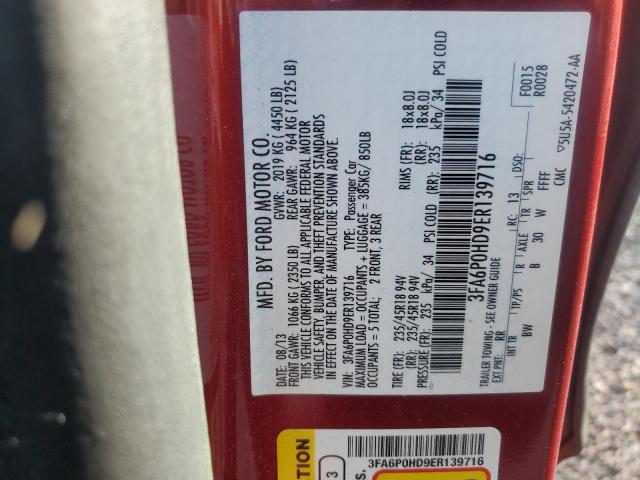 MFD. BY FORD MOTOR CO.
08/13 GVWR: 2019 KG ( 4450 LB)
FRONT GAWR: 1066 KG ( 2350 LB) REAR GAWR: 964 KG ( 2125 LB)
THIS VEHICLE CONFORMS TO ALL APPLICABLE FEDERAL MOTOR
VEHICLE SAFETY, BUMPER, AND THEFT PREVENTION STANDARDS
IN EFFECT ON THE DATE OF MANUFACTURE SHOWN ABOVE.
VIN: 3FA6P0HD9ER139716 TYPE: Passenger Car
MAXIMUM LOAD = OCCUPANTS + LUGGAGE = 385KG/ 850LB
OCCUPANTS = 5 TOTAL: 2 FRONT, 3 REAR
TIRE (FR): 235/45R18 94V RIMS (FR): 18x8.0J
(RR): 235/45R18 94V (RR): 18x8.0J
PRESSURE (FR): 235 kPa/ 34 PSI COLD (RR): 235 kPa/ 34 PSI COLD
3FA6P0HD9ER139716
TRAILER TOWING - SEE OWNER GUIDE
EXT PNT: RR RC: 13 DSO: F0015
R0028
INT TR TP/PS R AXLE TR SPR
BW B 30 W FFFF
CMC ▽5U5A-5420472-AA
TION
3
S.
3FA6P0HD9ER139716